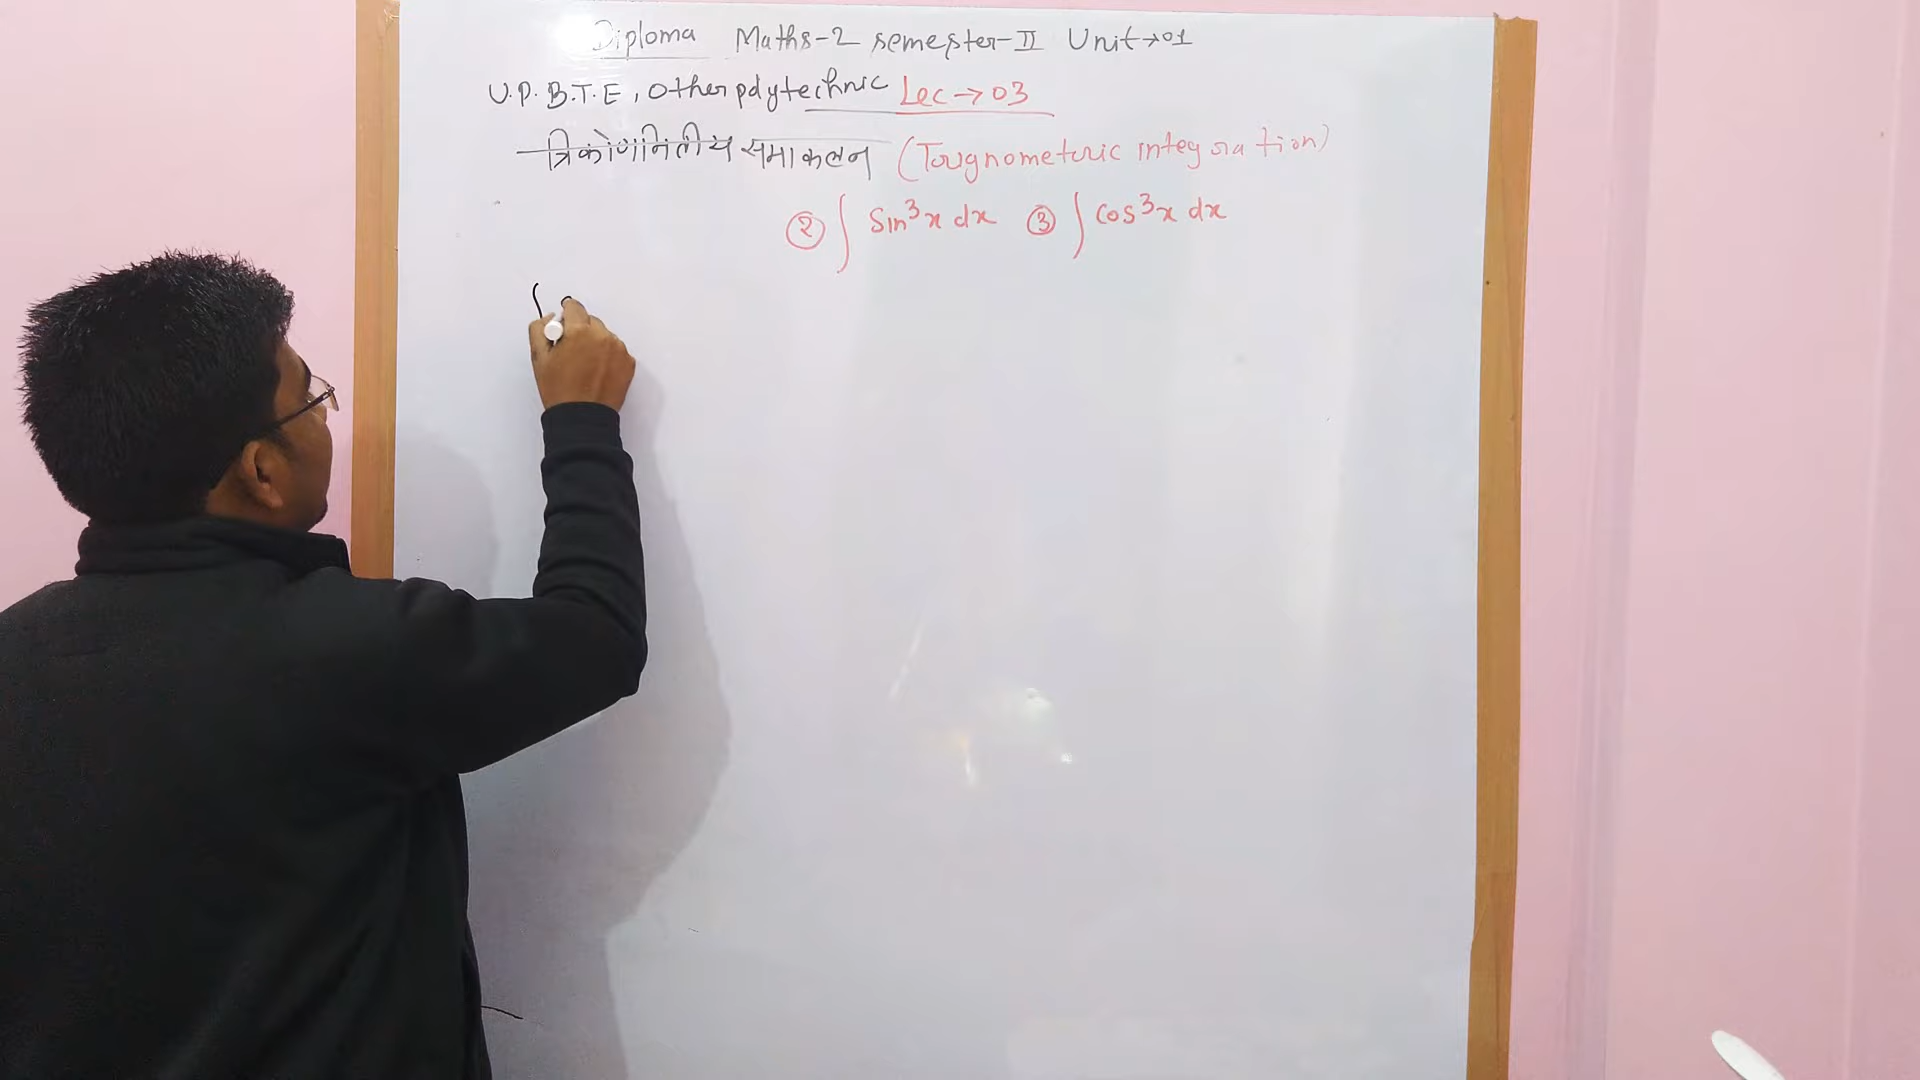 Diploma Maths-2 semester-II Unit→01
U.P.B.T.E, Other polytechnic Lec→03
त्रिकोणमितीय समाकलन (Torignometoric integration)
② ∫ Sin³x dx ③ ∫ cos³x dx